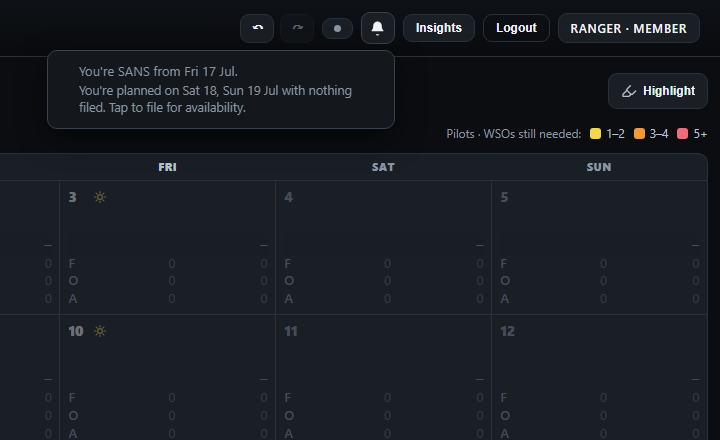 Insights Logout RANGER · MEMBER
You're SANS from Fri 17 Jul.
You're planned on Sat 18, Sun 19 Jul with nothing
filed. Tap to file for availability.
Highlight
Pilots · WSOs still needed: 1–2 3–4 5+
FRI SAT SUN
3 4 5
– – – –
0 F 0 0 F 0 0 F 0 0
0 O 0 0 O 0 0 O 0 0
0 A 0 0 A 0 0 A 0 0
10 11 12
– – – –
0 F 0 0 F 0 0 F 0 0
0 O 0 0 O 0 0 O 0 0
0 A 0 0 A 0 0 A 0 0